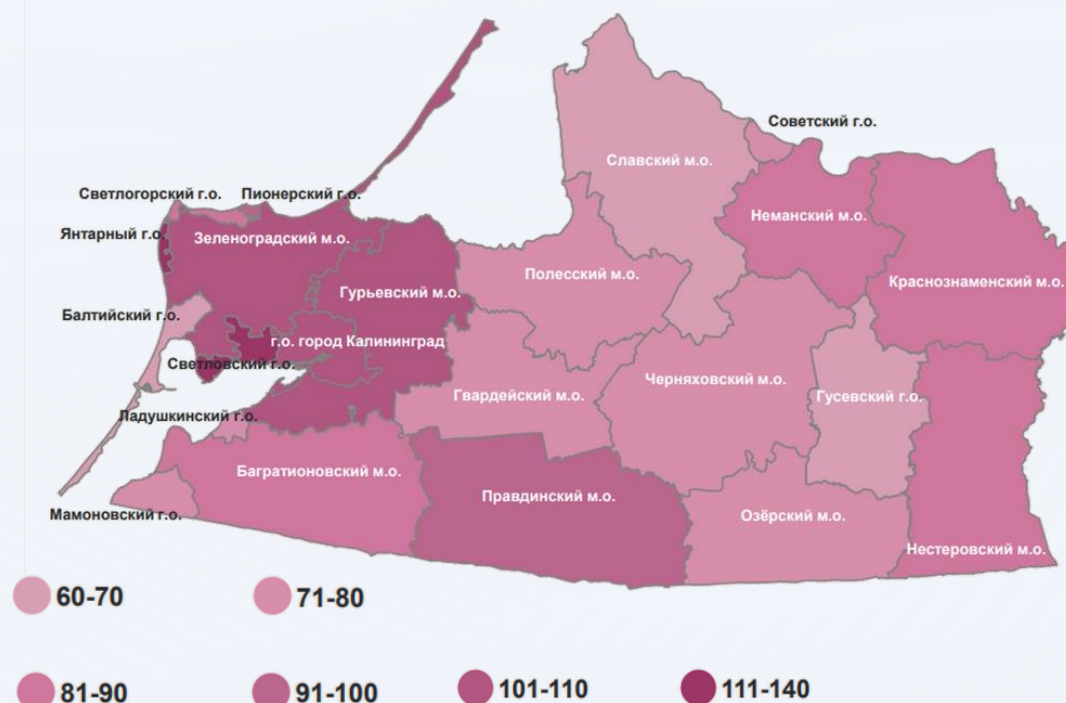 Советский г.о.
Славский м.о.
Светлогорский г.о.
Пионерский г.о.
Неманский м.о.
Янтарный г.о.
Зеленоградский м.о.
Полесский м.о.
Краснознаменский м.о.
Гурьевский м.о.
Балтийский г.о.
г.о. город Калининград
Светловский г.о.
Черняховский м.о.
Гвардейский м.о.
Гусевский г.о.
Ладушкинский г.о.
Багратионовский м.о.
Правдинский м.о.
Мамоновский г.о.
Озёрский м.о.
Нестеровский м.о.
60-70
71-80
81-90
91-100
101-110
111-140